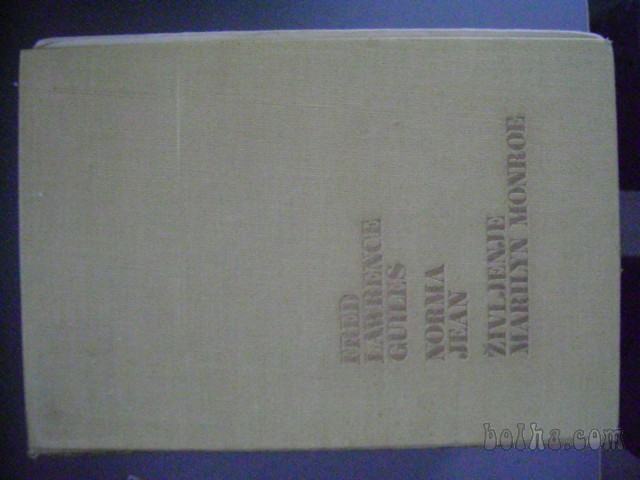 FRED
LAWRENCE
GUILES
NORMA
JEAN
ŽIVLJENJE
MARILYN MONROE
bolha.com